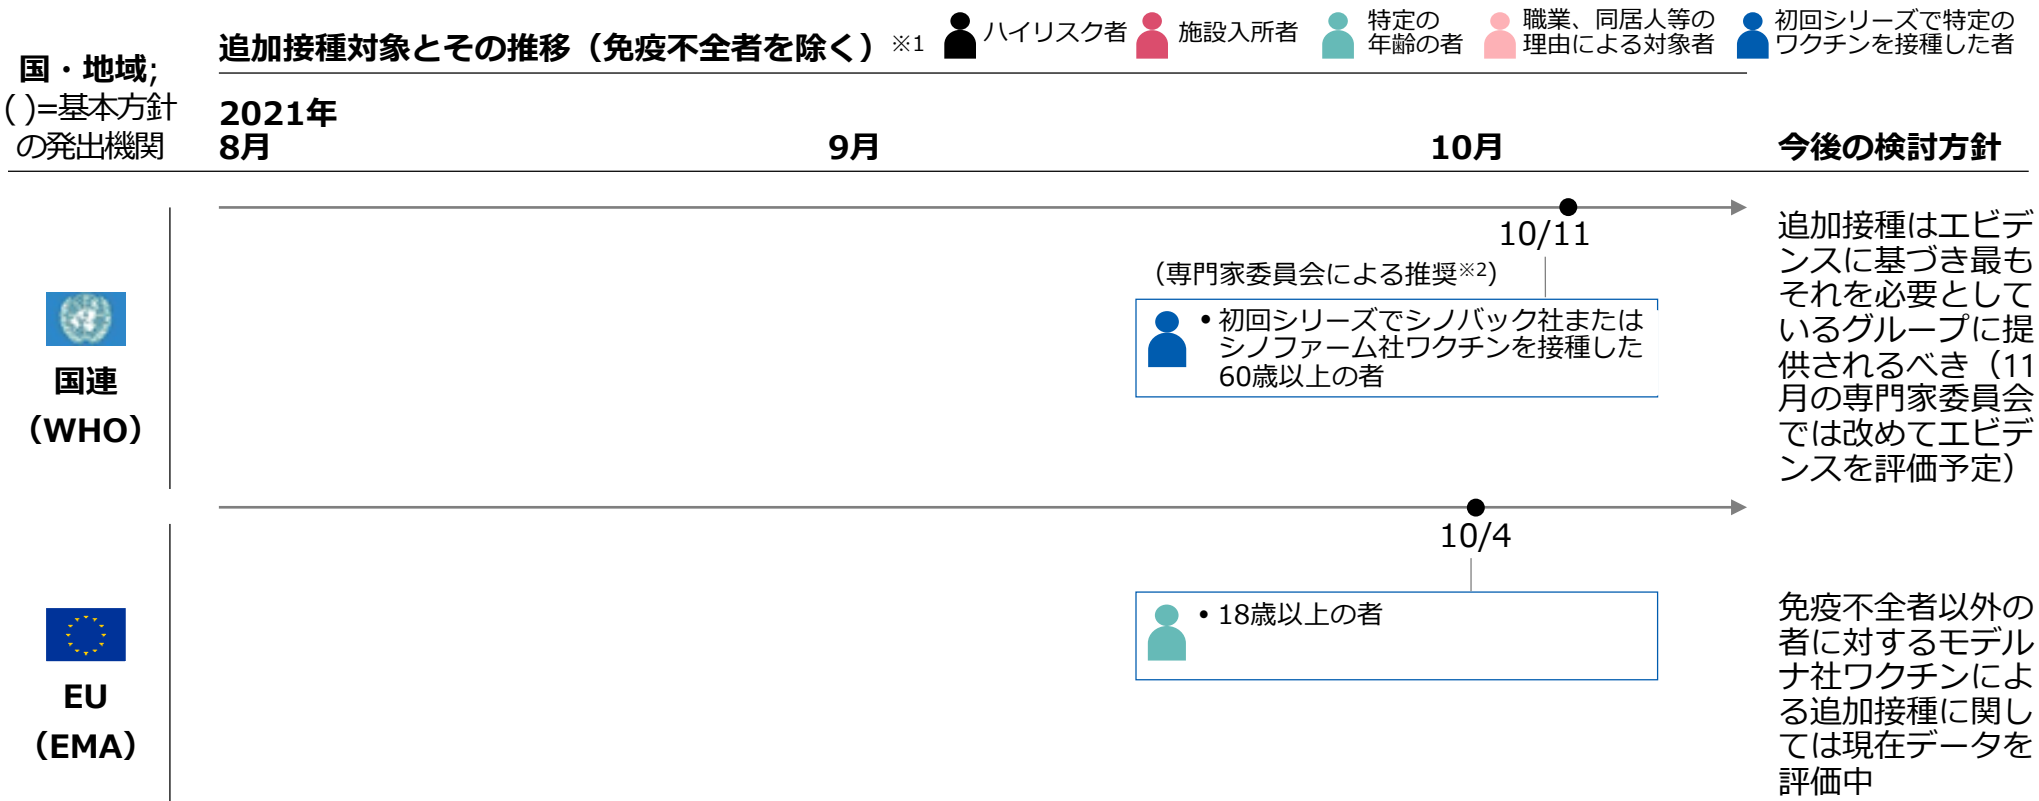 追加接種対象とその推移（免疫不全者を除く）※1
ハイリスク者
施設入所者
特定の
年齢の者
職業、同居人等の
理由による対象者
初回シリーズで特定の
ワクチンを接種した者
国・地域;
( )=基本方針
の発出機関
2021年
8月
9月
10月
今後の検討方針
国連
（WHO）
10/11
（専門家委員会による推奨※2）
• 初回シリーズでシノバック社または
シノファーム社ワクチンを接種した
60歳以上の者
追加接種はエビデ
ンスに基づき最も
それを必要として
いるグループに提
供されるべき（11
月の専門家委員会
では改めてエビデ
ンスを評価予定）
EU
（EMA）
10/4
• 18歳以上の者
免疫不全者以外の
者に対するモデル
ナ社ワクチンによ
る追加接種に関し
ては現在データを
評価中